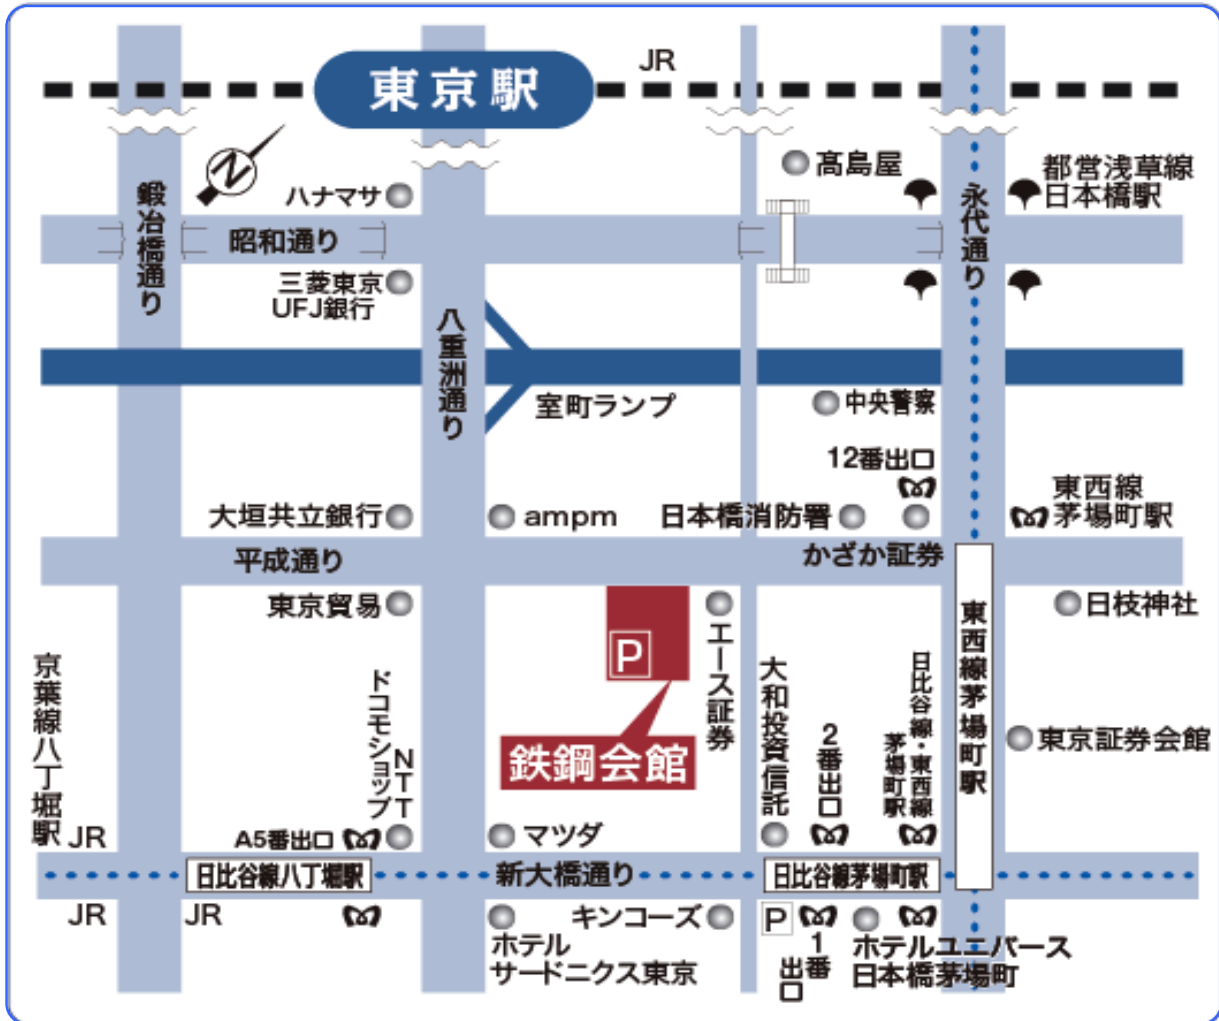 JR
東京駅
N
髙島屋
都営浅草線
日本橋駅
ハナマサ
鍛冶橋通り
昭和通り
永代通り
三菱東京
UFJ銀行
八重洲通り
室町ランプ
中央警察
12番出口
東西線
茅場町駅
大垣共立銀行
ampm
日本橋消防署
平成通り
かざか証券
東京貿易
P
エース証券
日枝神社
東西線茅場町駅
京葉線八丁堀駅
NTT
ドコモショップ
大和投資信託
2番出口
日比谷線・東西線
茅場町駅
東京証券会館
鉄鋼会館
JR
A5番出口
マツダ
日比谷線八丁堀駅
新大橋通り
日比谷線茅場町駅
JR
JR
キンコーズ
P
ホテル
サードニクス東京
1番
出口
ホテルユニバース
日本橋茅場町